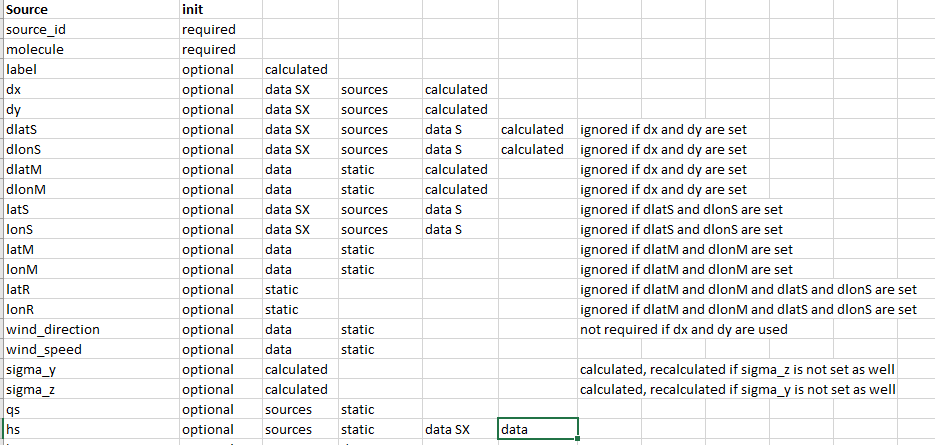 Source init
source_id required
molecule required
label optional calculated
dx optional data SX sources calculated
dy optional data SX sources calculated
dlatS optional data SX sources data S calculated ignored if dx and dy are set
dlonS optional data SX sources data S calculated ignored if dx and dy are set
dlatM optional data static calculated ignored if dx and dy are set
dlonM optional data static calculated ignored if dx and dy are set
latS optional data SX sources data S ignored if dlatS and dlonS are set
lonS optional data SX sources data S ignored if dlatS and dlonS are set
latM optional data static ignored if dlatM and dlonM are set
lonM optional data static ignored if dlatM and dlonM are set
latR optional static ignored if dlatM and dlonM and dlatS and dlonS are set
lonR optional static ignored if dlatM and dlonM and dlatS and dlonS are set
wind_direction optional data static not required if dx and dy are used
wind_speed optional data static
sigma_y optional calculated calculated, recalculated if sigma_z is not set as well
sigma_z optional calculated calculated, recalculated if sigma_y is not set as well
qs optional sources static
hs optional sources static data SX data